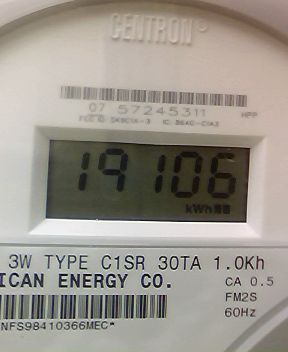 CENTRON®
07 57245311 HPP
19106
kWh
3W TYPE C1SR 30TA 1.0Kh
ICAN ENERGY CO. CA 0.5
FM2S
60Hz
NFS98410366MEC*